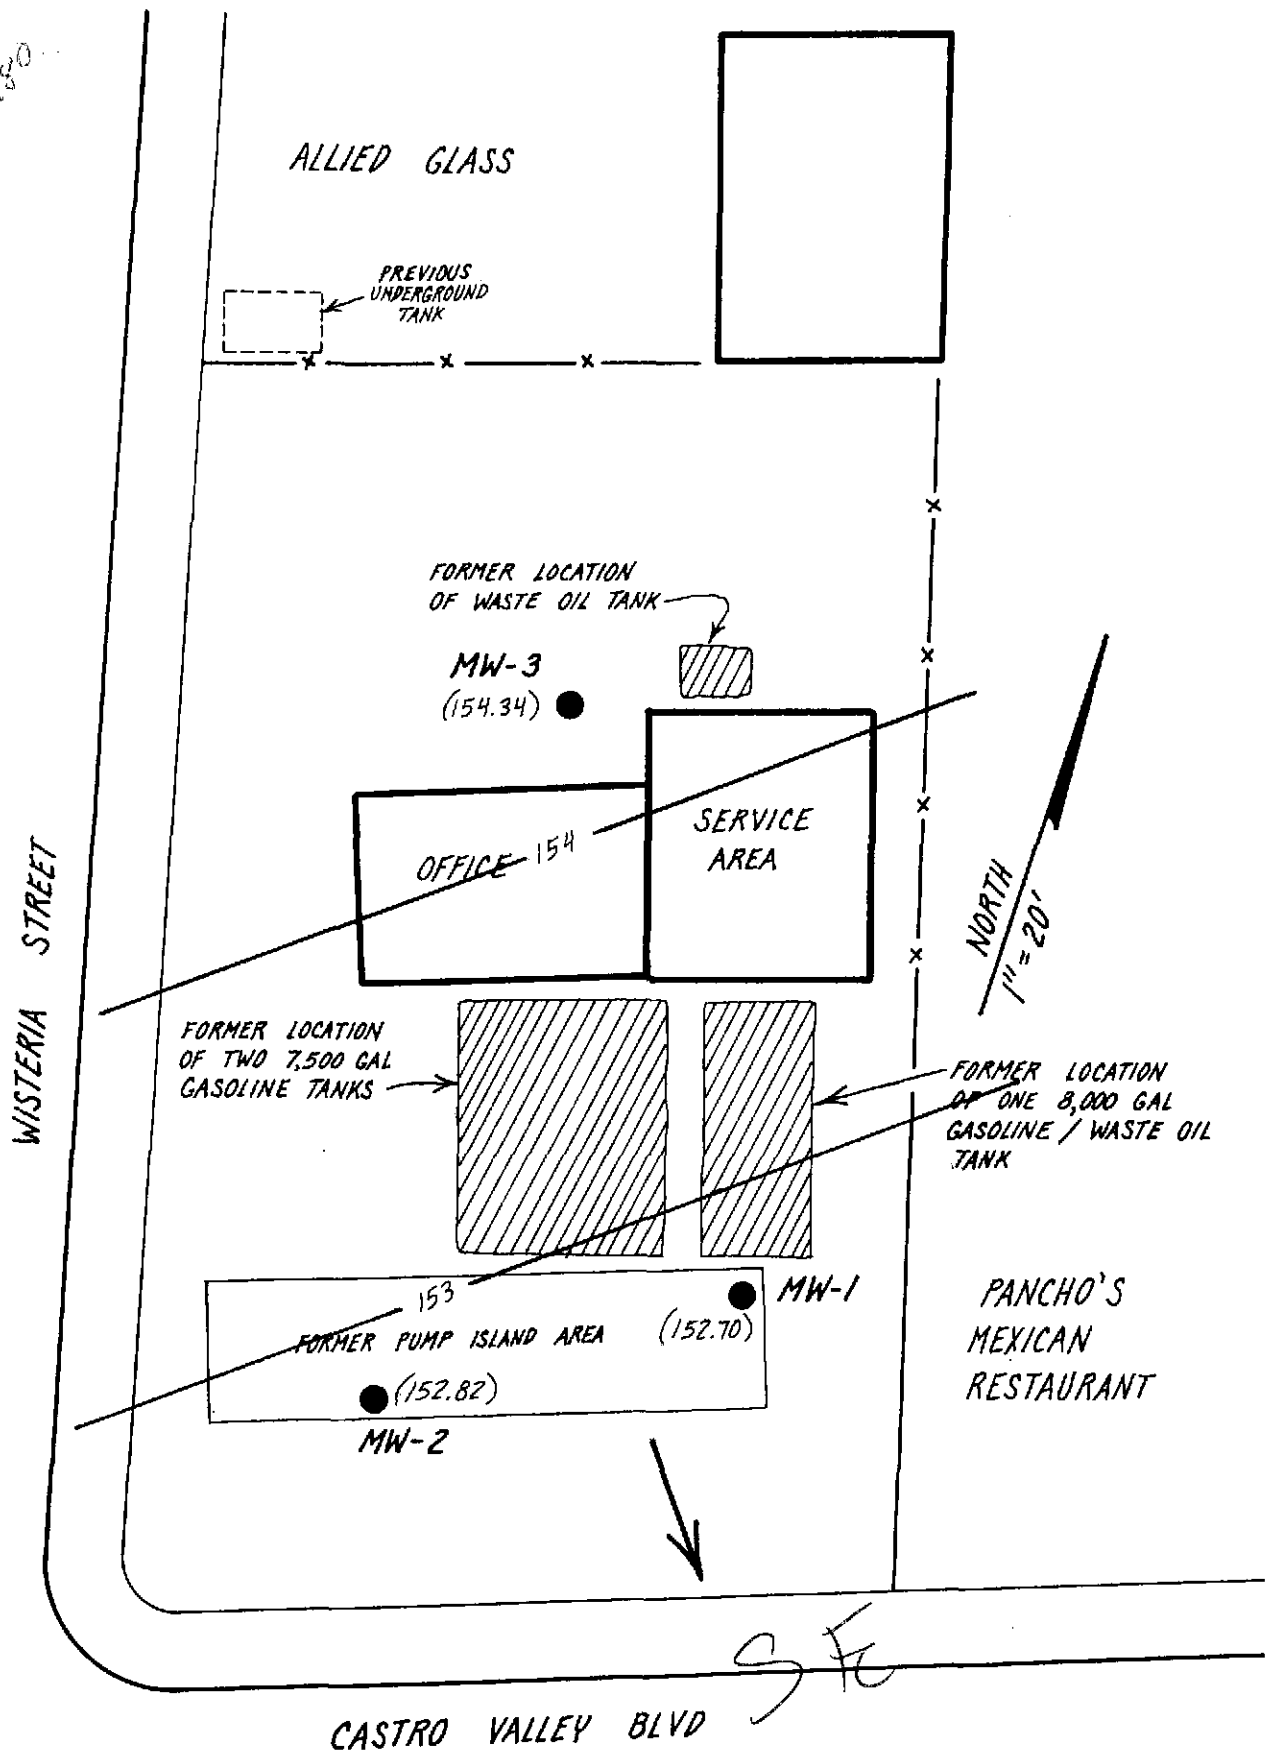 ALLIED GLASS
PREVIOUS
UNDERGROUND
TANK
FORMER LOCATION
OF WASTE OIL TANK
MW-3
(154.34)
SERVICE
AREA
OFFICE
154
NORTH
1" = 20'
WISTERIA STREET
FORMER LOCATION
OF TWO 7,500 GAL
GASOLINE TANKS
FORMER LOCATION
OF ONE 8,000 GAL
GASOLINE / WASTE OIL
TANK
153
MW-1
(152.70)
FORMER PUMP ISLAND AREA
(152.82)
MW-2
PANCHO'S
MEXICAN
RESTAURANT
CASTRO VALLEY BLVD